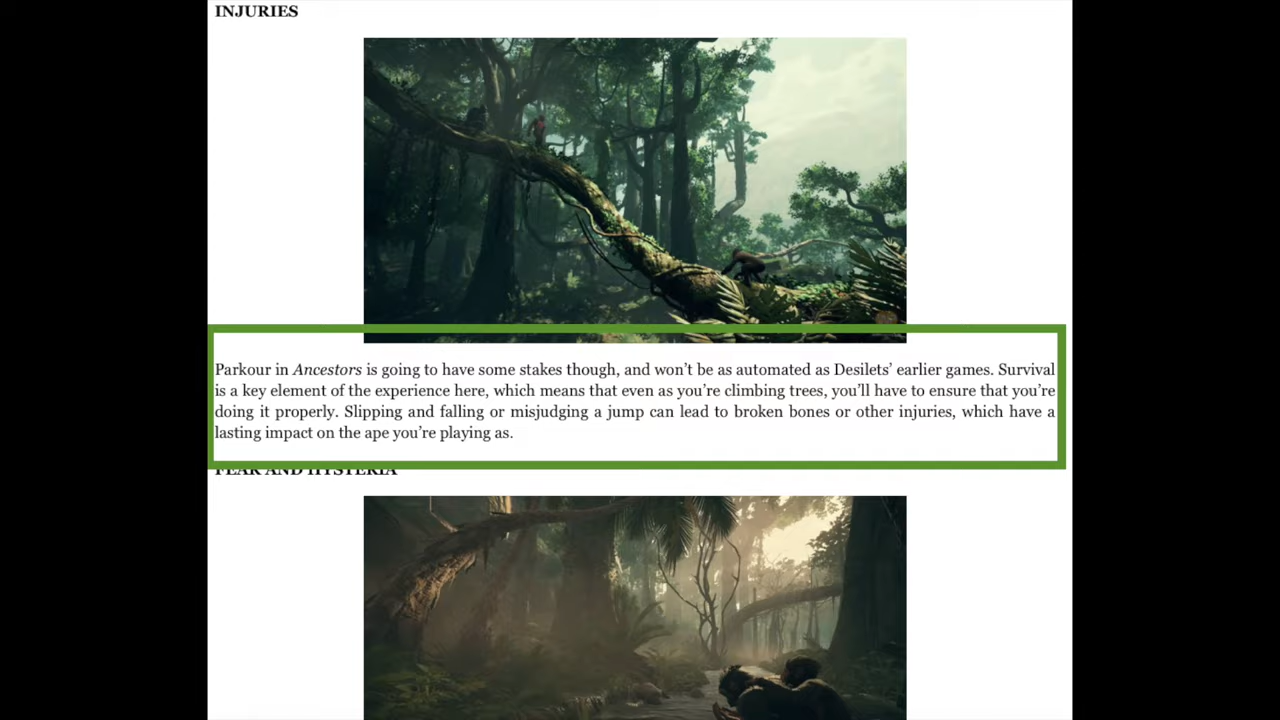 INJURIES
Parkour in Ancestors is going to have some stakes though, and won’t be as automated as Desilets’ earlier games. Survival
is a key element of the experience here, which means that even as you’re climbing trees, you’ll have to ensure that you’re
doing it properly. Slipping and falling or misjudging a jump can lead to broken bones or other injuries, which have a
lasting impact on the ape you’re playing as.
FEAR AND HYSTERIA